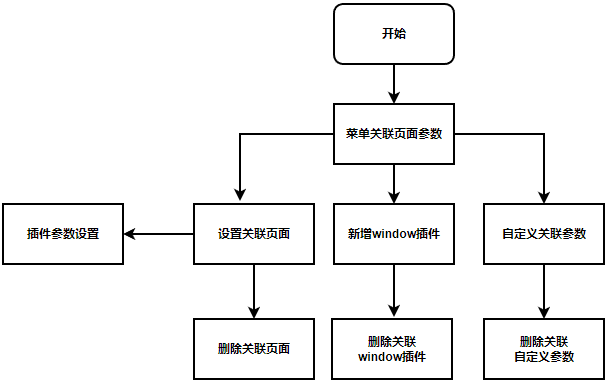 开始
菜单关联页面参数
插件参数设置
设置关联页面
新增window插件
自定义关联参数
删除关联页面
删除关联
window插件
删除关联
自定义参数